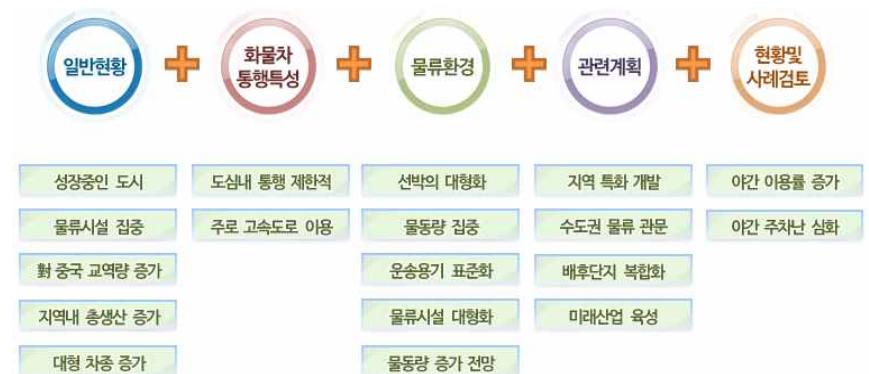 일반현황
화물차
통행특성
물류환경
관련계획
현황및
사례검토
성장중인 도시
도심내 통행 제한적
선박의 대형화
지역 특화 개발
야간 이용률 증가
물류시설 집중
주로 고속도로 이용
물동량 집중
수도권 물류 관문
야간 주차난 심화
對 중국 교역량 증가
운송용기 표준화
배후단지 복합화
지역내 총생산 증가
물류시설 대형화
미래산업 육성
대형 차종 증가
물동량 증가 전망